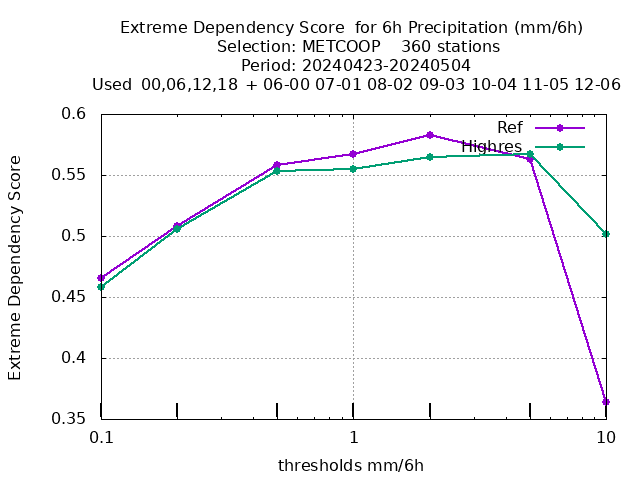 Extreme Dependency Score  for 6h Precipitation (mm/6h)
Selection: METCOOP    360 stations
Period: 20240423-20240504
Used  00,06,12,18  + 06-00 07-01 08-02 09-03 10-04 11-05 12-06
Extreme Dependency Score
0.6
0.55
0.5
0.45
0.4
0.35
Ref
Highres
0.1
1
10
thresholds mm/6h